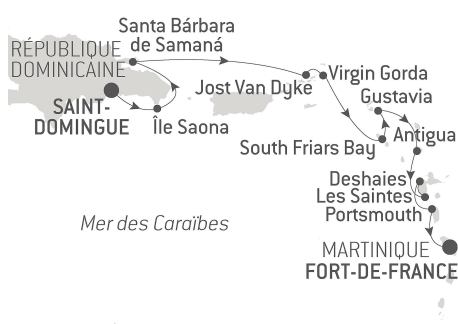 Santa Bárbara
de Samaná
RÉPUBLIQUE
DOMINICAINE
SAINT-
DOMINGUE
Île Saona
Jost Van Dyke
Virgin Gorda
Gustavia
South Friars Bay
Antigua
Deshaies
Les Saintes
Portsmouth
Mer des Caraïbes
MARTINIQUE
FORT-DE-FRANCE